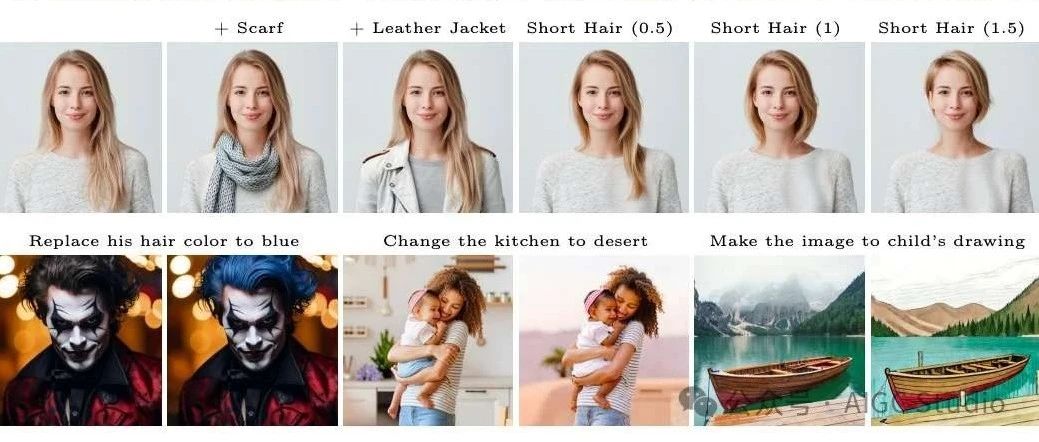 + Scarf
+ Leather Jacket
Short Hair (0.5)
Short Hair (1)
Short Hair (1.5)
Replace his hair color to blue
Change the kitchen to desert
Make the image to child's drawing
公众号 · AIGC Studio